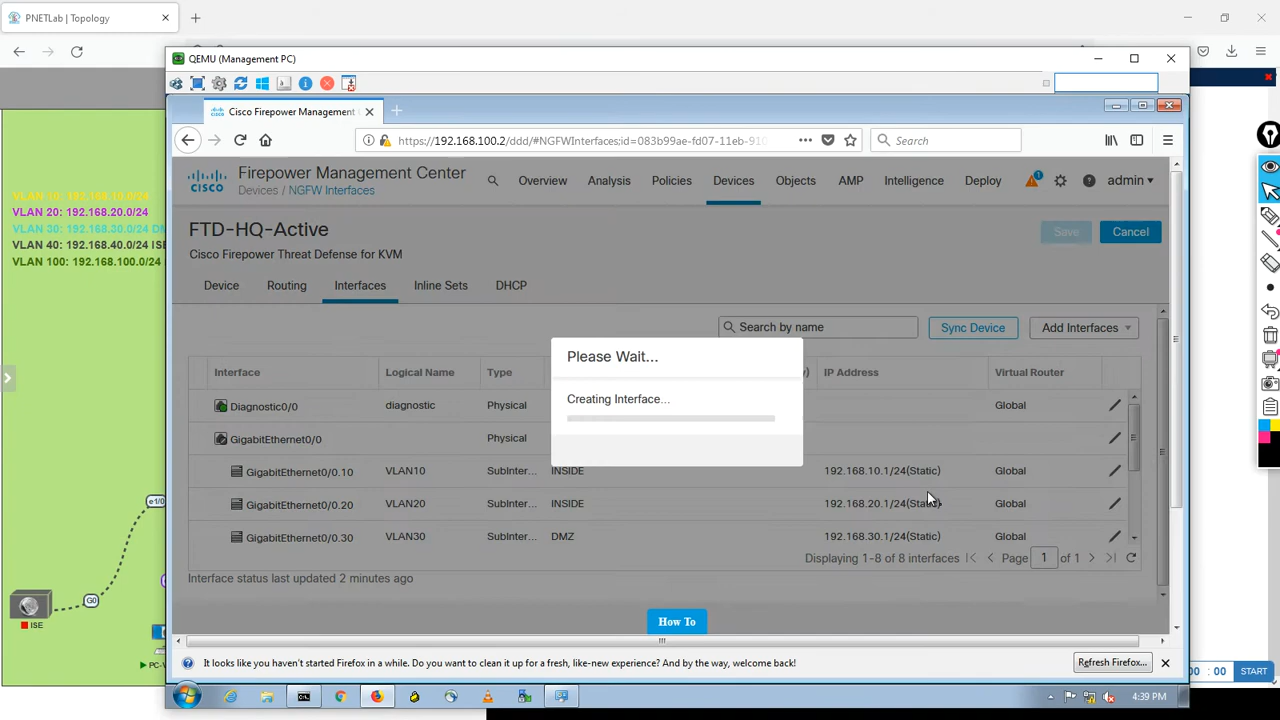 PNETLab | Topology
QEMU (Management PC)
Cisco Firepower Management
https://192.168.100.2/ddd/#NGFWInterfaces;id=083b99ae-fd07-11eb-910
Search
CISCO
Firepower Management Center
Devices / NGFW Interfaces
Overview
Analysis
Policies
Devices
Objects
AMP
Intelligence
Deploy
1
admin
FTD-HQ-Active
Save
Cancel
Cisco Firepower Threat Defense for KVM
Device
Routing
Interfaces
Inline Sets
DHCP
Search by name
Sync Device
Add Interfaces
Interface
Logical Name
Type
IP Address
Virtual Router
Diagnostic0/0
diagnostic
Physical
Global
GigabitEthernet0/0
Physical
GigabitEthernet0/0.10
VLAN10
SubInter...
INSIDE
192.168.10.1/24(Static)
Global
GigabitEthernet0/0.20
VLAN20
SubInter...
INSIDE
192.168.20.1/24(Static)
Global
GigabitEthernet0/0.30
VLAN30
SubInter...
DMZ
192.168.30.1/24(Static)
Global
Please Wait...
Creating Interface...
Displaying 1-8 of 8 interfaces
Page
1
of 1
Interface status last updated 2 minutes ago
How To
It looks like you haven't started Firefox in a while. Do you want to clean it up for a fresh, like-new experience? And by the way, welcome back!
Refresh Firefox...
4:39 PM
VLAN 10: 192.168.10.0/24
VLAN 20: 192.168.20.0/24
VLAN 30: 192.168.30.0/24 DM
VLAN 40: 192.168.40.0/24 ISE
VLAN 100: 192.168.100.0/24
e1/0
G0
ISE
PC-V
00 : 00
START